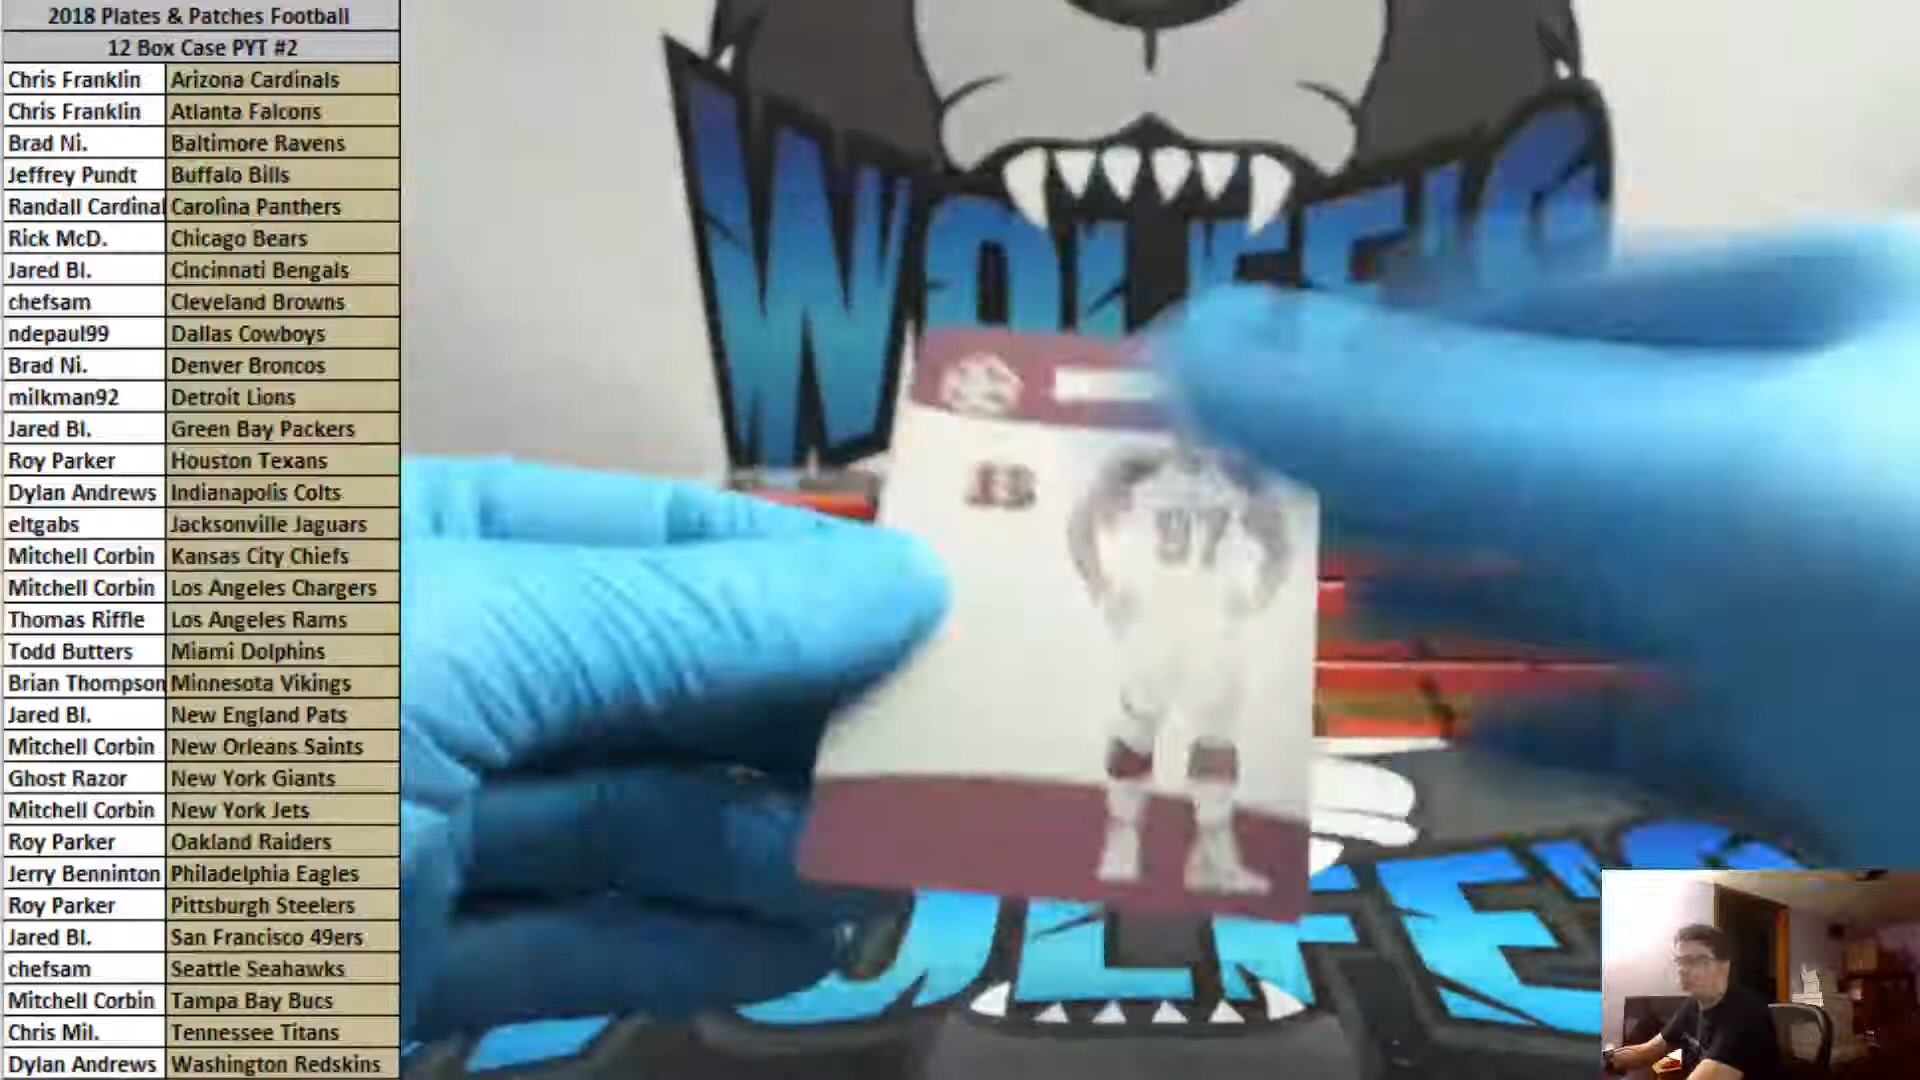 2018 Plates & Patches Football
12 Box Case PYT #2
Chris Franklin Arizona Cardinals
Chris Franklin Atlanta Falcons
Brad Ni. Baltimore Ravens
Jeffrey Pundt Buffalo Bills
Randall Cardinal Carolina Panthers
Rick McD. Chicago Bears
Jared Bl. Cincinnati Bengals
chefsam Cleveland Browns
ndepaul99 Dallas Cowboys
Brad Ni. Denver Broncos
milkman92 Detroit Lions
Jared Bl. Green Bay Packers
Roy Parker Houston Texans
Dylan Andrews Indianapolis Colts
eltgabs Jacksonville Jaguars
Mitchell Corbin Kansas City Chiefs
Mitchell Corbin Los Angeles Chargers
Thomas Riffle Los Angeles Rams
Todd Butters Miami Dolphins
Brian Thompson Minnesota Vikings
Jared Bl. New England Pats
Mitchell Corbin New Orleans Saints
Ghost Razor New York Giants
Mitchell Corbin New York Jets
Roy Parker Oakland Raiders
Jerry Benninton Philadelphia Eagles
Roy Parker Pittsburgh Steelers
Jared Bl. San Francisco 49ers
chefsam Seattle Seahawks
Mitchell Corbin Tampa Bay Bucs
Chris Mil. Tennessee Titans
Dylan Andrews Washington Redskins
97